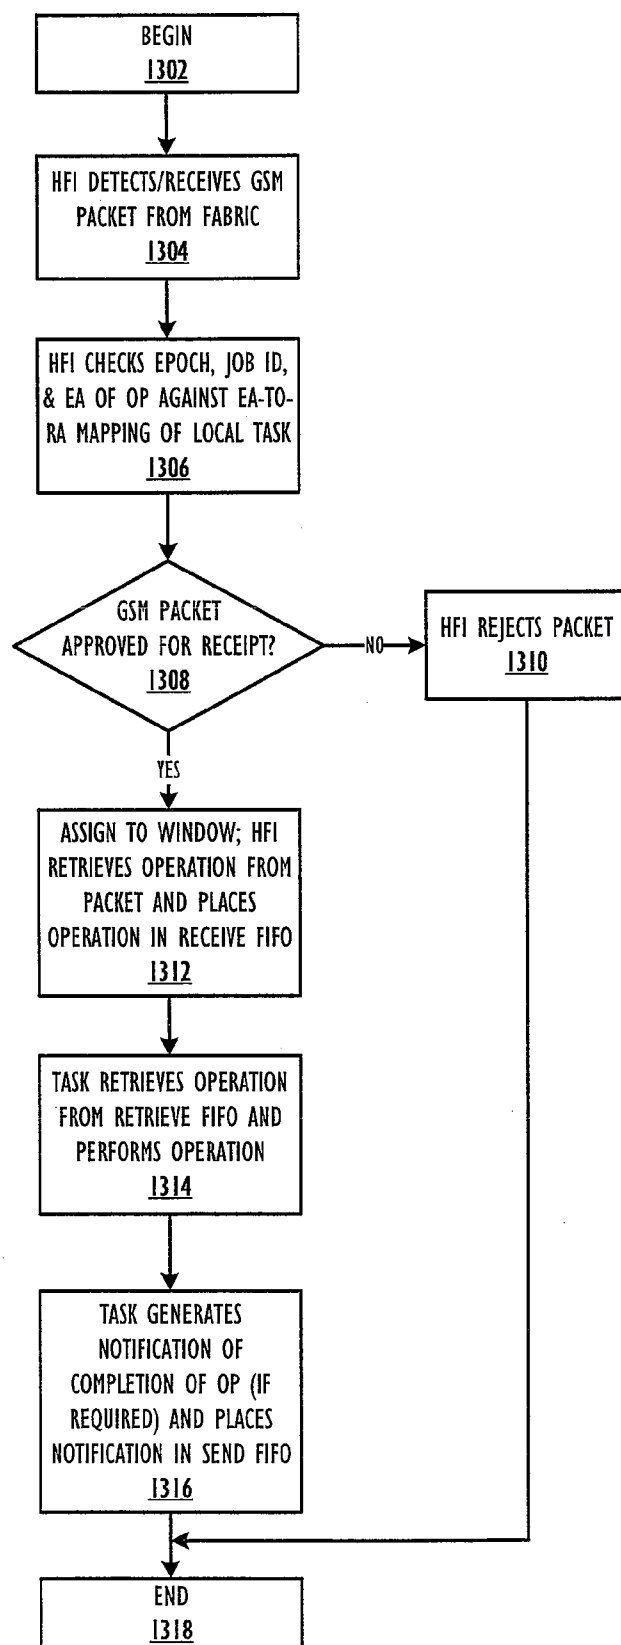 BEGIN
1302
HFI DETECTS/RECEIVES GSM
PACKET FROM FABRIC
1304
HFI CHECKS EPOCH, JOB ID,
& EA OF OP AGAINST EA-TO-
RA MAPPING OF LOCAL TASK
1306
GSM PACKET
APPROVED FOR RECEIPT?
1308
NO
HFI REJECTS PACKET
1310
YES
ASSIGN TO WINDOW; HFI
RETRIEVES OPERATION FROM
PACKET AND PLACES
OPERATION IN RECEIVE FIFO
1312
TASK RETRIEVES OPERATION
FROM RETRIEVE FIFO AND
PERFORMS OPERATION
1314
TASK GENERATES
NOTIFICATION OF
COMPLETION OF OP (IF
REQUIRED) AND PLACES
NOTIFICATION IN SEND FIFO
1316
END
1318